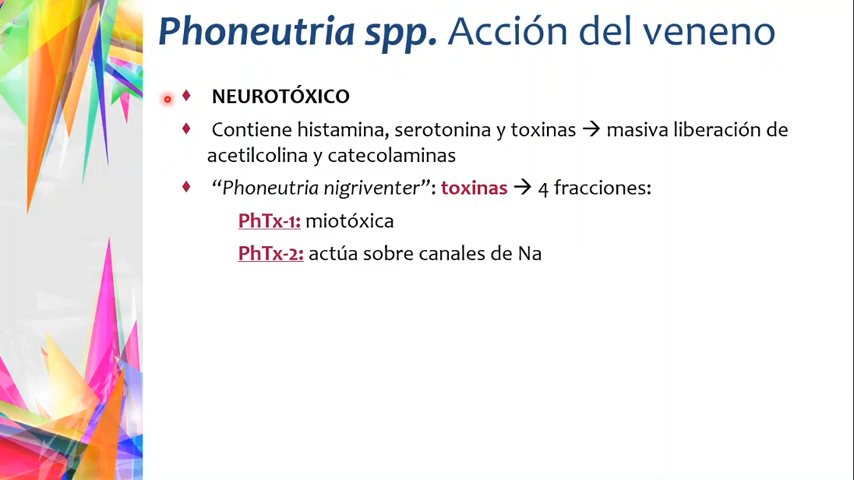 Phoneutria spp. Acción del veneno
♦ NEUROTÓXICO
♦ Contiene histamina, serotonina y toxinas → masiva liberación de
acetilcolina y catecolaminas
♦ “Phoneutria nigriventer”: toxinas → 4 fracciones:
PhTx-1: miotóxica
PhTx-2: actúa sobre canales de Na